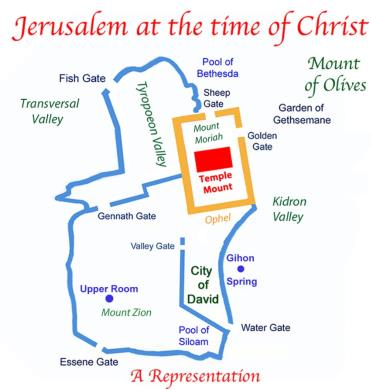 Jerusalem at the time of Christ
Pool of
Bethesda
Mount
of Olives
Fish Gate
Sheep
Gate
Transversal
Valley
Tyropoeon Valley
Garden of
Gethsemane
Mount
Moriah
Golden
Gate
Temple
Mount
Kidron
Valley
Gennath Gate
Ophel
Valley Gate
City
of
David
Gihon
Spring
Upper Room
Mount Zion
Pool of
Siloam
Water Gate
Essene Gate
A Representation